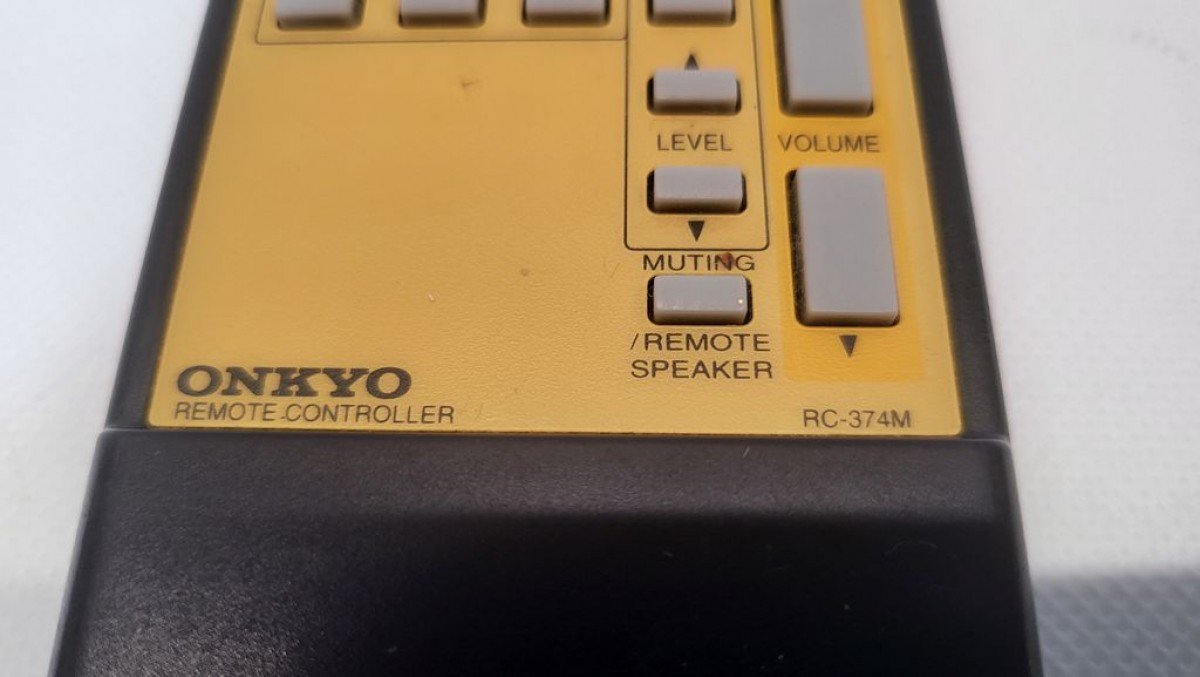 ▲
LEVEL
VOLUME
▼
MUTING
/REMOTE
SPEAKER
▼
ONKYO
REMOTE CONTROLLER
RC-374M